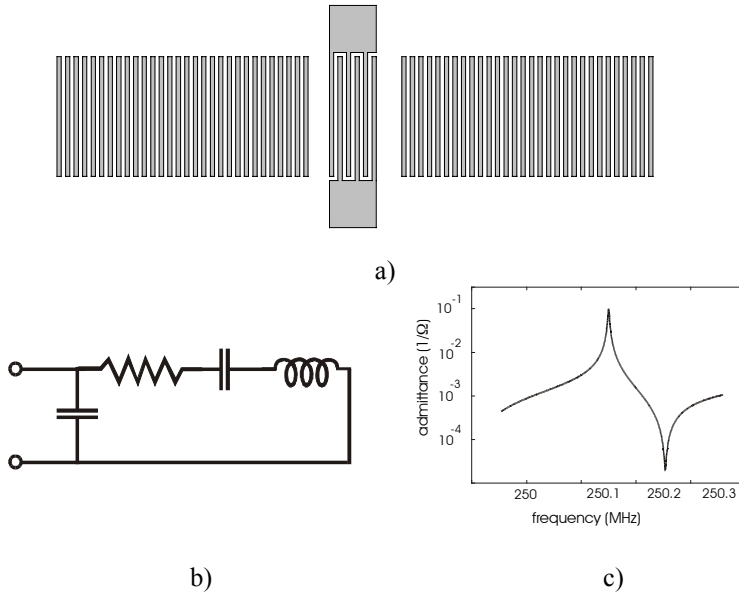 a)
admittance (1/Ω)
10-1
10-2
10-3
10-4
250
250.1
250.2
250.3
frequency (MHz)
b)
c)